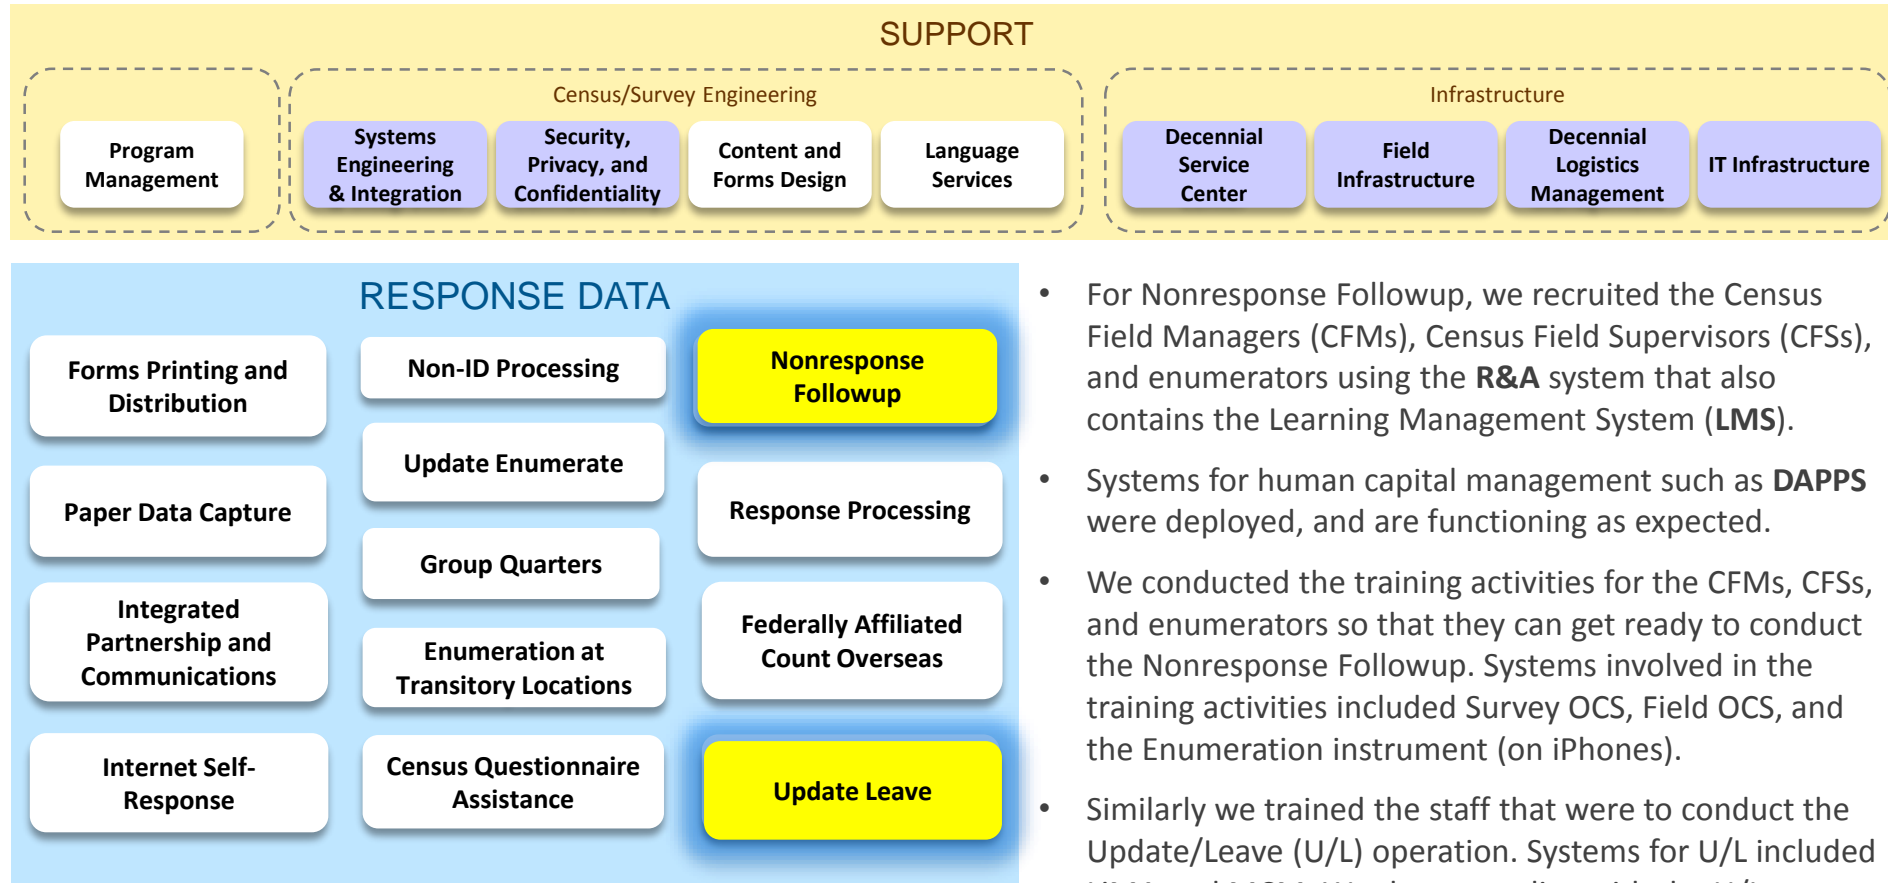 SUPPORT
Census/Survey Engineering
Infrastructure
Program
Management
Systems
Engineering
& Integration
Security,
Privacy, and
Confidentiality
Content and
Forms Design
Language
Services
Decennial
Service
Center
Field
Infrastructure
Decennial
Logistics
Management
IT Infrastructure
RESPONSE DATA
Forms Printing and
Distribution
Paper Data Capture
Integrated
Partnership and
Communications
Internet Self-
Response
Non-ID Processing
Update Enumerate
Group Quarters
Enumeration at
Transitory Locations
Census Questionnaire
Assistance
Nonresponse
Followup
Response Processing
Federally Affiliated
Count Overseas
Update Leave
• For Nonresponse Followup, we recruited the Census
Field Managers (CFMs), Census Field Supervisors (CFSs),
and enumerators using the R&A system that also
contains the Learning Management System (LMS).
• Systems for human capital management such as DAPPS
were deployed, and are functioning as expected.
• We conducted the training activities for the CFMs, CFSs,
and enumerators so that they can get ready to conduct
the Nonresponse Followup. Systems involved in the
training activities included Survey OCS, Field OCS, and
the Enumeration instrument (on iPhones).
• Similarly we trained the staff that were to conduct the
Update/Leave (U/L) operation. Systems for U/L included